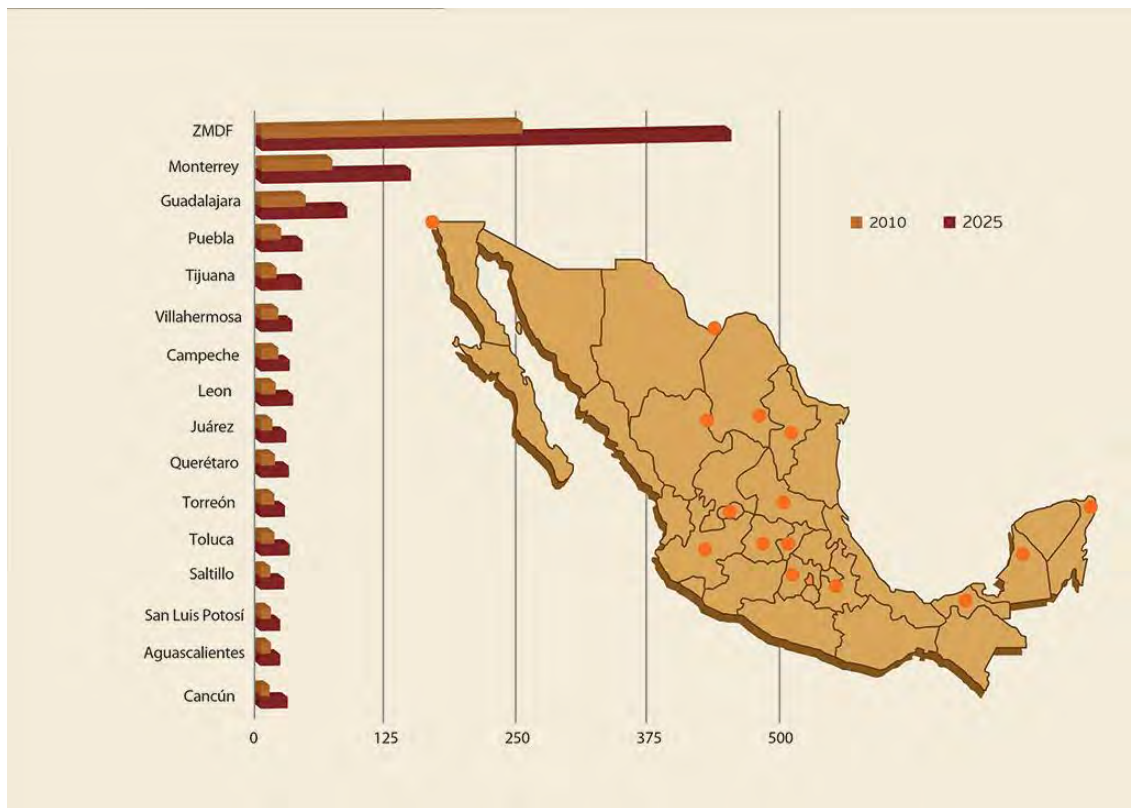 ZMDF
Monterrey
Guadalajara
Puebla
Tijuana
Villahermosa
Campeche
Leon
Juárez
Querétaro
Torreón
Toluca
Saltillo
San Luis Potosí
Aguascalientes
Cancún
0 125 250 375 500
2010 2025